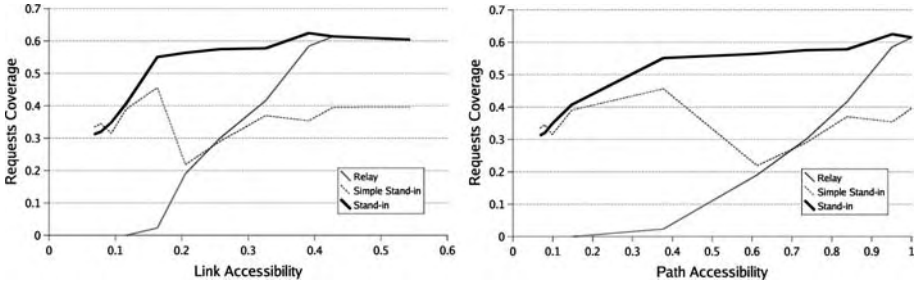 0.7
0.6
0.5
0.4
0.3
0.2
0.1
0
Requests Coverage
Relay
Simple Stand-in
Stand-in
0 0.1 0.2 0.3 0.4 0.5 0.6
Link Accessibility
0.7
0.6
0.5
0.4
0.3
0.2
0.1
0
Requests Coverage
Relay
Simple Stand-in
Stand-in
0 0.1 0.2 0.3 0.4 0.5 0.6 0.7 0.8 0.9 1
Path Accessibility